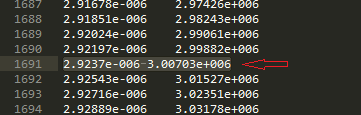 1687 2.91678e-006 2.97426e+006
1688 2.91851e-006 2.98243e+006
1689 2.92024e-006 2.99061e+006
1690 2.92197e-006 2.99882e+006
1691 2.9237e-006-3.00703e+006
1692 2.92543e-006 3.01527e+006
1693 2.92716e-006 3.02351e+006
1694 2.92889e-006 3.03178e+006